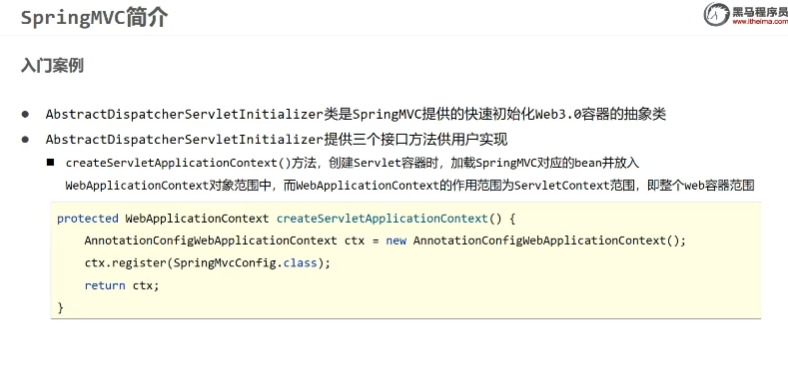 SpringMVC简介
黑马程序员
www.itheima.com
入门案例
● AbstractDispatcherServletInitializer类是SpringMVC提供的快速初始化Web3.0容器的抽象类
● AbstractDispatcherServletInitializer提供三个接口方法供用户实现
■ createServletApplicationContext()方法，创建Servlet容器时，加载SpringMVC对应的bean并放入
WebApplicationContext对象范围中，而WebApplicationContext的作用范围为ServletContext范围，即整个web容器范围
protected WebApplicationContext createServletApplicationContext() {
    AnnotationConfigWebApplicationContext ctx = new AnnotationConfigWebApplicationContext();
    ctx.register(SpringMvcConfig.class);
    return ctx;
}